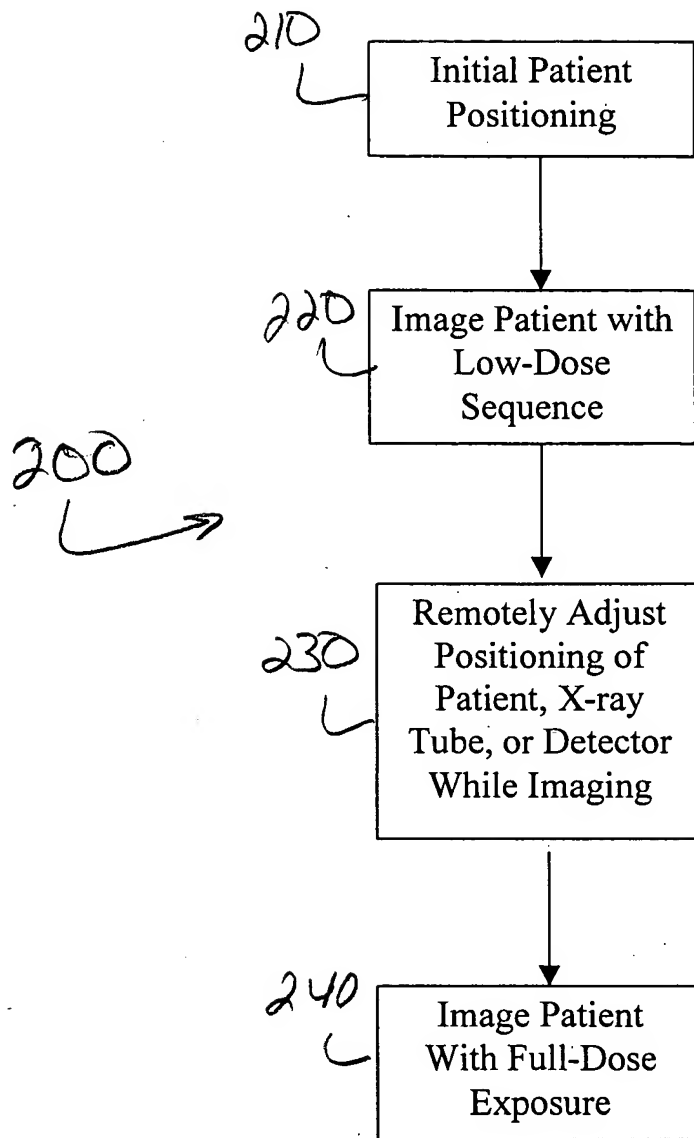 210
Initial Patient
Positioning
220
Image Patient with
Low-Dose
Sequence
200
230
Remotely Adjust
Positioning of
Patient, X-ray
Tube, or Detector
While Imaging
240
Image Patient
With Full-Dose
Exposure